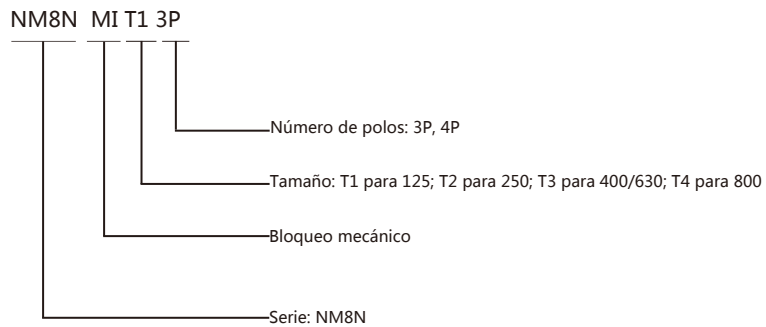 NM8N MI T1 3P
Número de polos: 3P, 4P
Tamaño: T1 para 125; T2 para 250; T3 para 400/630; T4 para 800
Bloqueo mecánico
Serie: NM8N